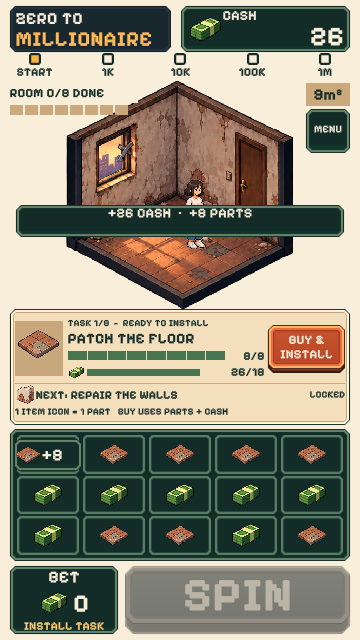 ZERO TO
MILLIONAIRE
CASH
26
START
1K
10K
100K
1M
ROOM 0/8 DONE
9m²
MENU
+26 CASH · +8 PARTS
TASK 1/8 - READY TO INSTALL
PATCH THE FLOOR
8/8
26/18
BUY &
INSTALL
NEXT: REPAIR THE WALLS
LOCKED
1 ITEM ICON = 1 PART BUY USES PARTS + CASH
+8
BET
0
INSTALL TASK
SPIN